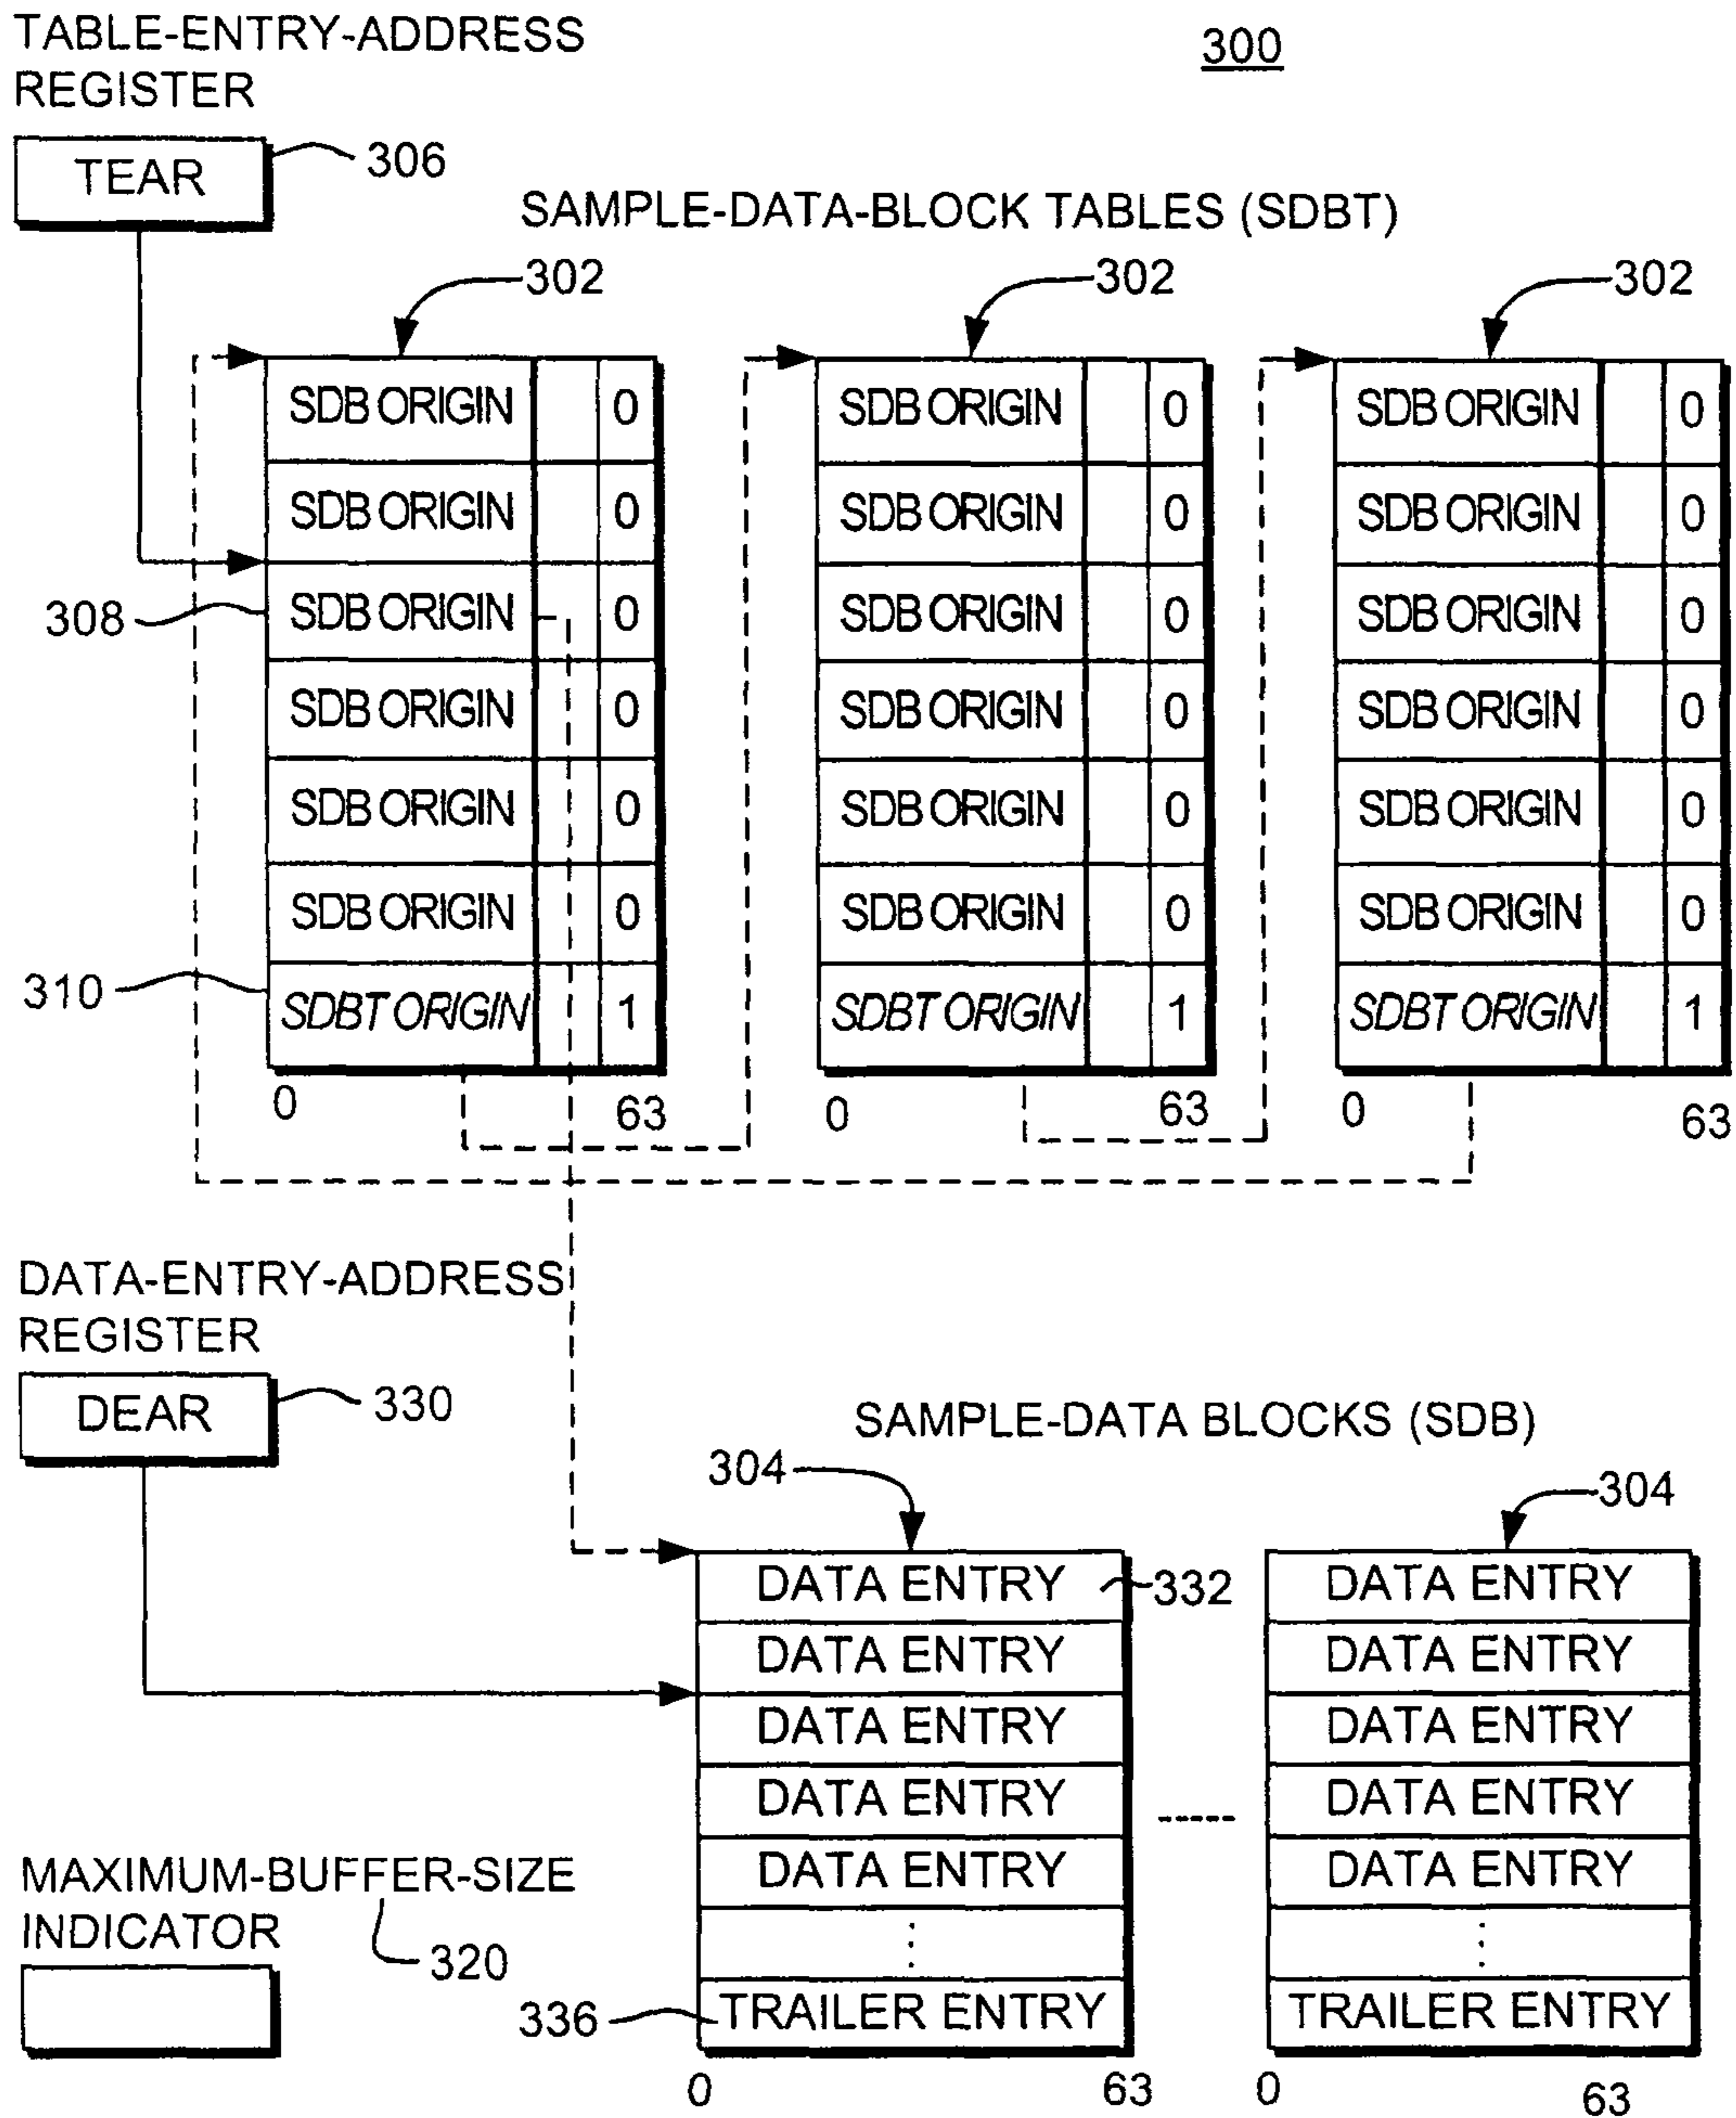 TABLE-ENTRY-ADDRESS
REGISTER
300
TEAR
306
SAMPLE-DATA-BLOCK TABLES (SDBT)
302 302 302
SDB ORIGIN 0 SDB ORIGIN 0 SDB ORIGIN 0
SDB ORIGIN 0 SDB ORIGIN 0 SDB ORIGIN 0
308 SDB ORIGIN 0 SDB ORIGIN 0 SDB ORIGIN 0
SDB ORIGIN 0 SDB ORIGIN 0 SDB ORIGIN 0
SDB ORIGIN 0 SDB ORIGIN 0 SDB ORIGIN 0
SDB ORIGIN 0 SDB ORIGIN 0 SDB ORIGIN 0
310 SDBT ORIGIN 1 SDBT ORIGIN 1 SDBT ORIGIN 1
0 63 0 63 0 63
DATA-ENTRY-ADDRESS
REGISTER
DEAR
330
SAMPLE-DATA BLOCKS (SDB)
304 304
DATA ENTRY 332 DATA ENTRY
DATA ENTRY DATA ENTRY
DATA ENTRY DATA ENTRY
DATA ENTRY DATA ENTRY
DATA ENTRY DATA ENTRY
MAXIMUM-BUFFER-SIZE
INDICATOR
320
336 TRAILER ENTRY TRAILER ENTRY
0 63 0 63